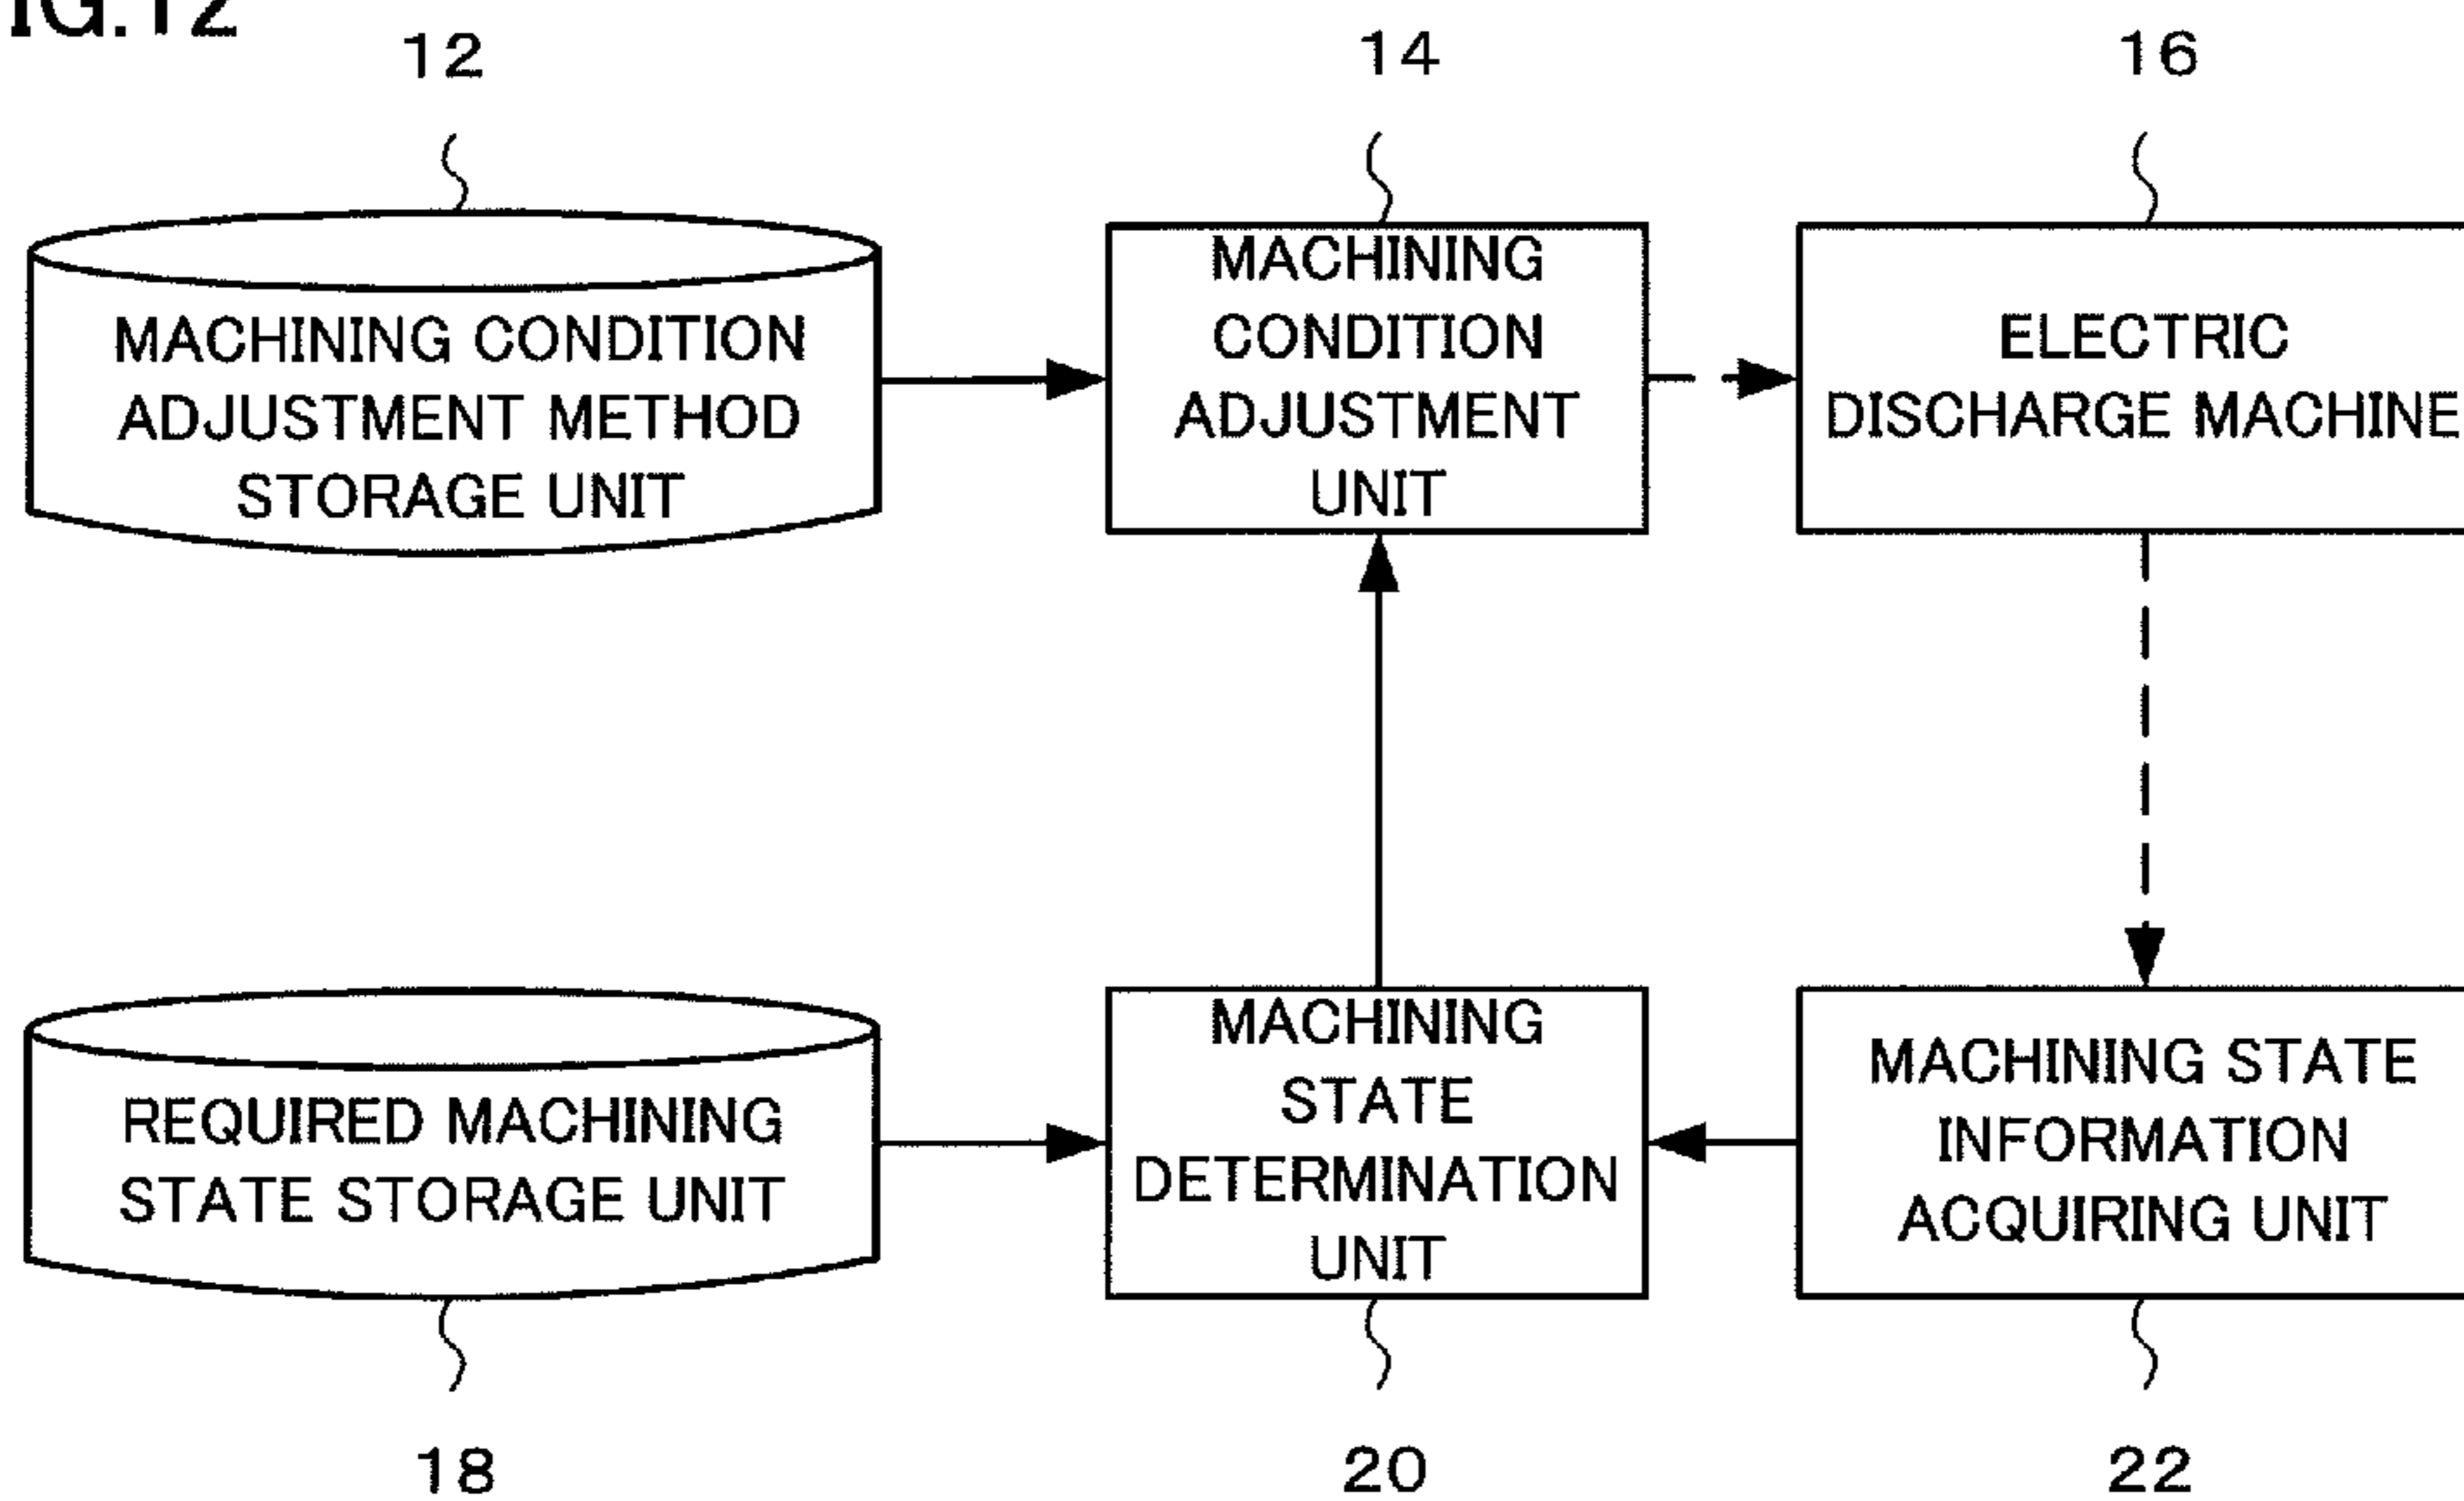 IG.12
12
14
16
MACHINING CONDITION
ADJUSTMENT METHOD
STORAGE UNIT
MACHINING
CONDITION
ADJUSTMENT
UNIT
ELECTRIC
DISCHARGE MACHINE
REQUIRED MACHINING
STATE STORAGE UNIT
MACHINING
STATE
DETERMINATION
UNIT
MACHINING STATE
INFORMATION
ACQUIRING UNIT
18
20
22